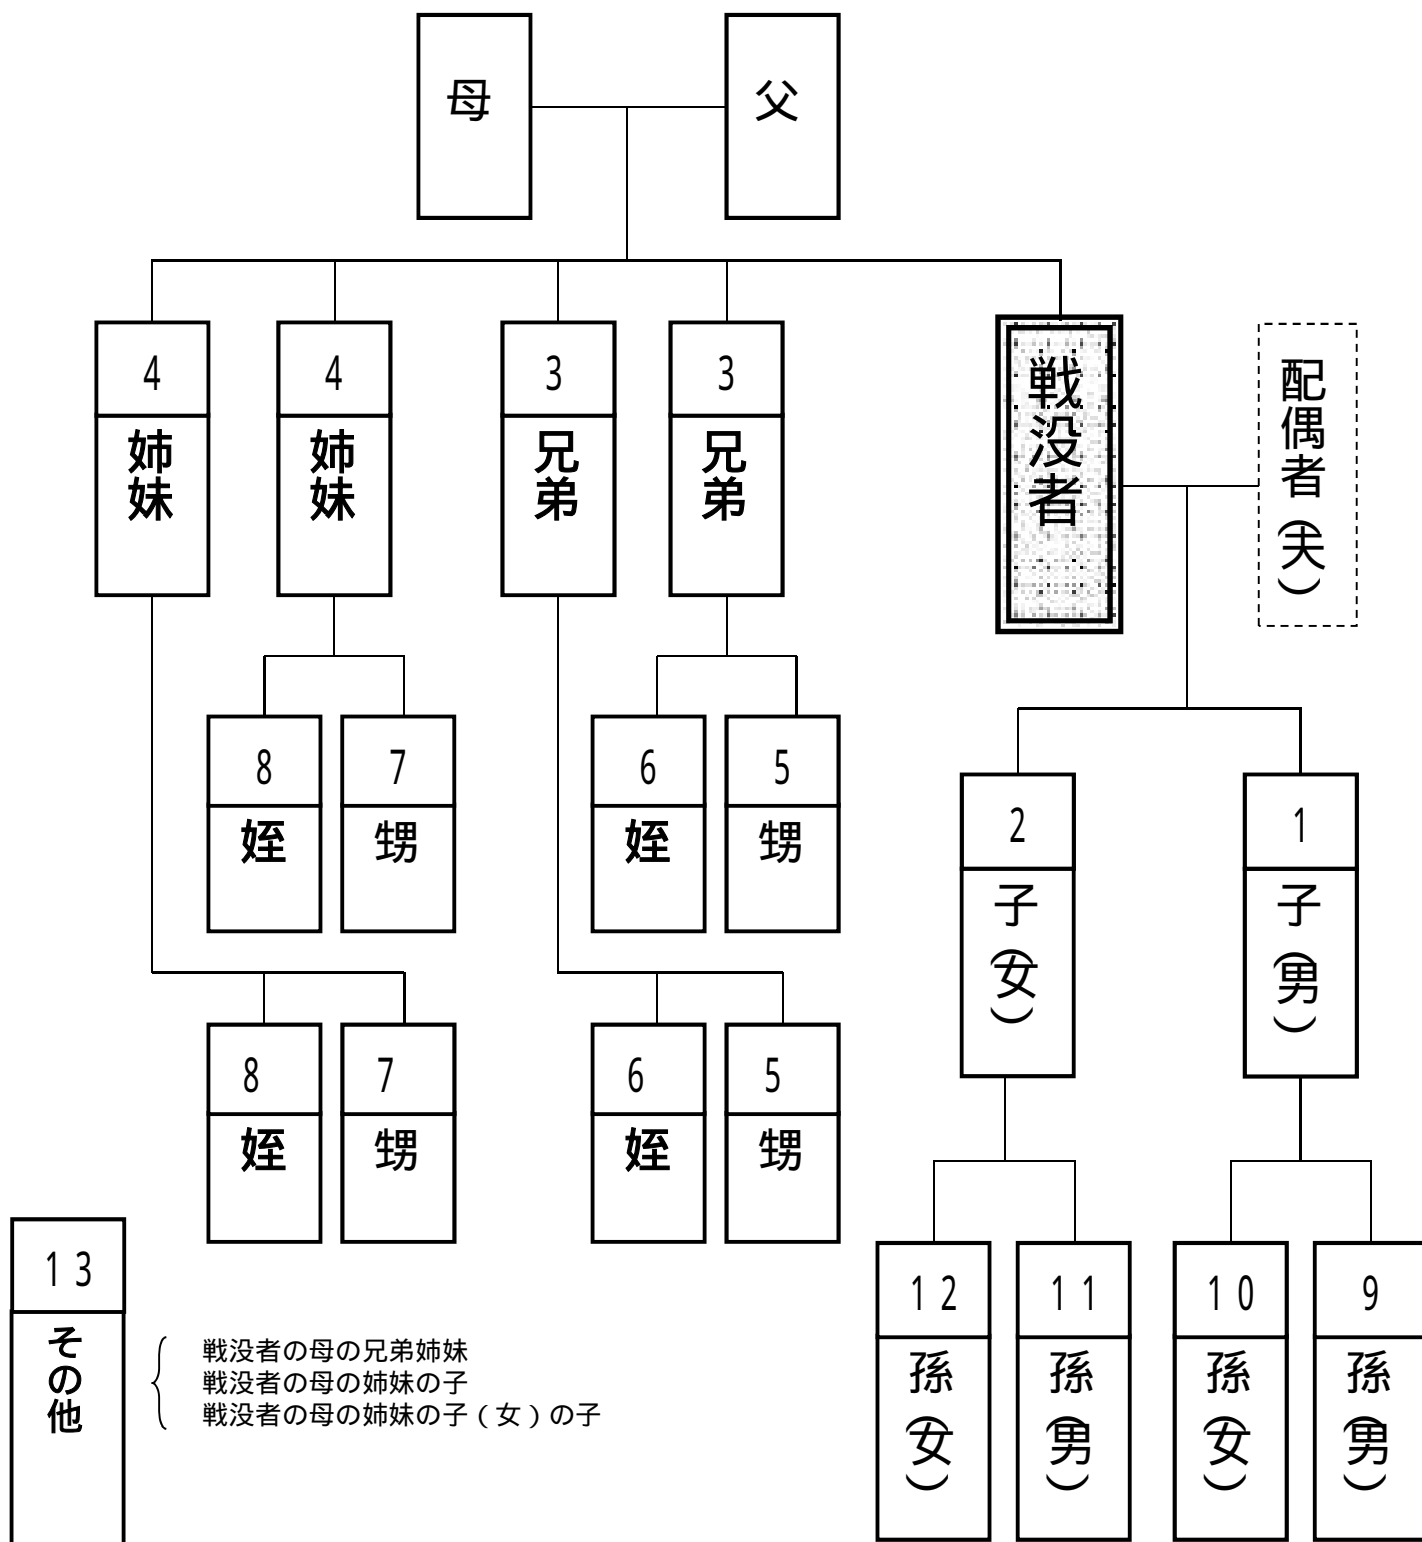 母
父
4
姉妹
4
姉妹
3
兄弟
3
兄弟
戦没者
配偶者(夫)
8
姪
7
甥
6
姪
5
甥
2
子(女)
1
子(男)
8
姪
7
甥
6
姪
5
甥
13
その他
戦没者の母の兄弟姉妹
戦没者の母の姉妹の子
戦没者の母の姉妹の子(女)の子
12
孫(女)
11
孫(男)
10
孫(女)
9
孫(男)